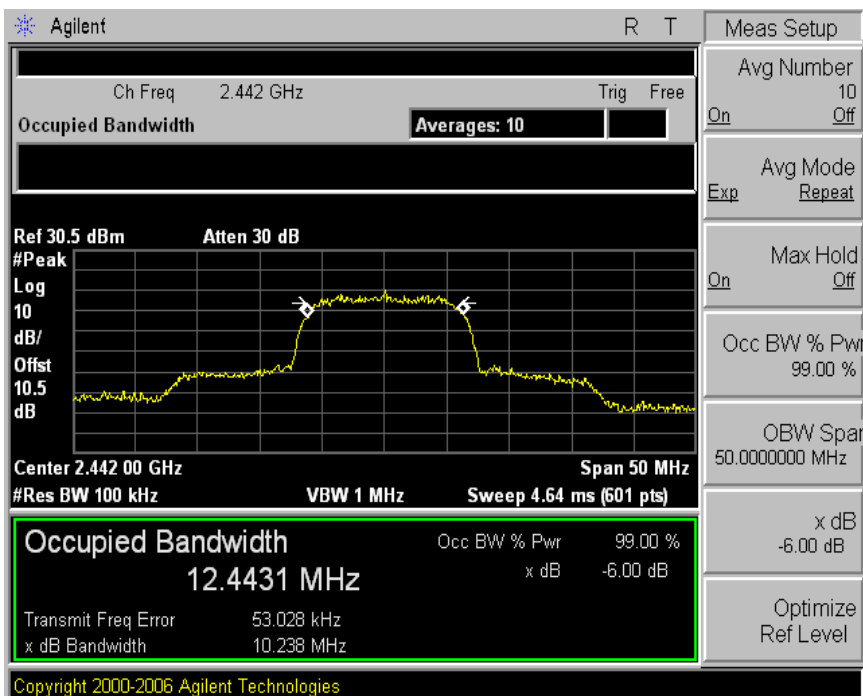 Agilent R T
Ch Freq 2.442 GHz Trig Free
Occupied Bandwidth Averages: 10
Ref 30.5 dBm Atten 30 dB
#Peak
Log
10
dB/
Offst
10.5
dB
Center 2.442 00 GHz Span 50 MHz
#Res BW 100 kHz VBW 1 MHz Sweep 4.64 ms (601 pts)
Occupied Bandwidth Occ BW % Pwr 99.00 %
12.4431 MHz x dB -6.00 dB
Transmit Freq Error 53.028 kHz
x dB Bandwidth 10.238 MHz
Copyright 2000-2006 Agilent Technologies
Meas Setup
Avg Number
10
On Off
Avg Mode
Exp Repeat
Max Hold
On Off
Occ BW % Pwr
99.00 %
OBW Span
50.0000000 MHz
x dB
-6.00 dB
Optimize
Ref Level